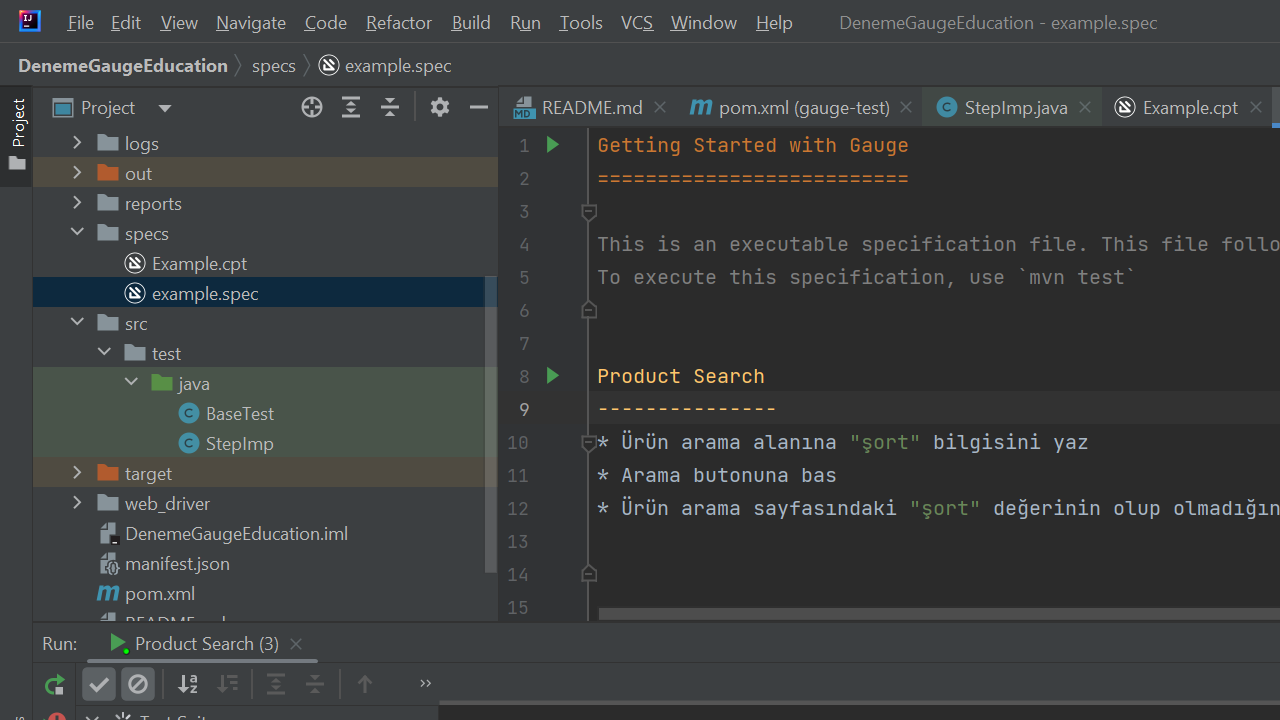 File Edit View Navigate Code Refactor Build Run Tools VCS Window Help DenemeGaugeEducation - example.spec
DenemeGaugeEducation specs example.spec
Project
Project
README.md pom.xml (gauge-test) StepImp.java Example.cpt
logs
out
reports
specs
Example.cpt
example.spec
src
test
java
BaseTest
StepImp
target
web_driver
DenemeGaugeEducation.iml
manifest.json
pom.xml
README.md
1 Getting Started with Gauge
2 ==========================
3
4 This is an executable specification file. This file follo
5 To execute this specification, use `mvn test`
6
7
8 Product Search
9 ---------------
10 * Ürün arama alanına "şort" bilgisini yaz
11 * Arama butonuna bas
12 * Ürün arama sayfasındaki "şort" değerinin olup olmadığın
13
14
15
Run: Product Search (3)